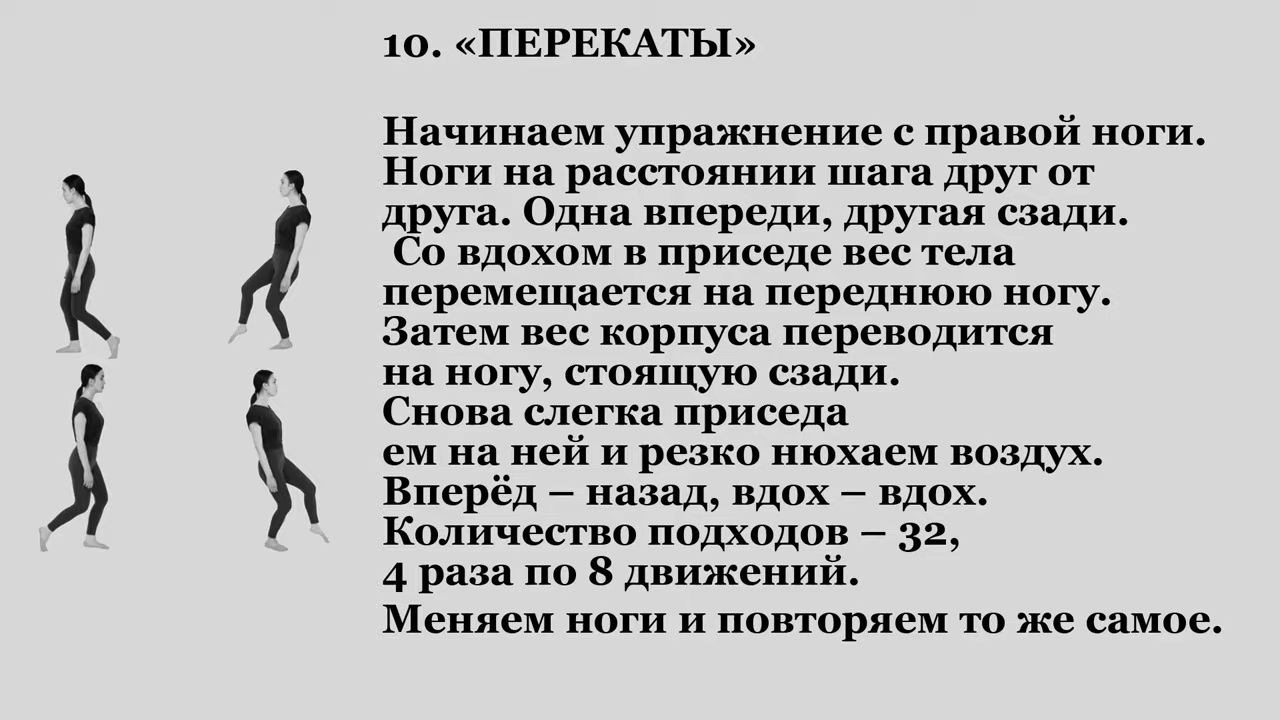 10. «ПЕРЕКАТЫ»
Начинаем упражнение с правой ноги.
Ноги на расстоянии шага друг от
друга. Одна впереди, другая сзади.
Со вдохом в приседе вес тела
перемещается на переднюю ногу.
Затем вес корпуса переводится
на ногу, стоящую сзади.
Снова слегка приседа
ем на ней и резко нюхаем воздух.
Вперёд – назад, вдох – вдох.
Количество подходов – 32,
4 раза по 8 движений.
Меняем ноги и повторяем то же самое.